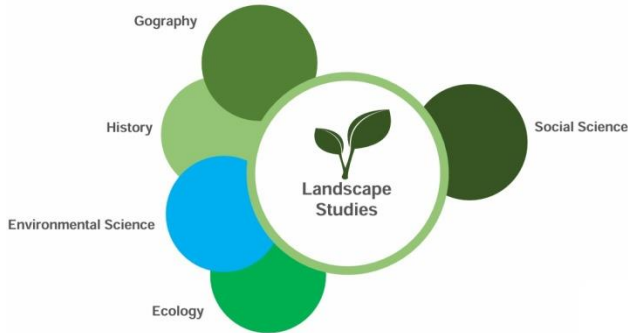 Gography
History
Social Science
Landscape
Studies
Environmental Science
Ecology